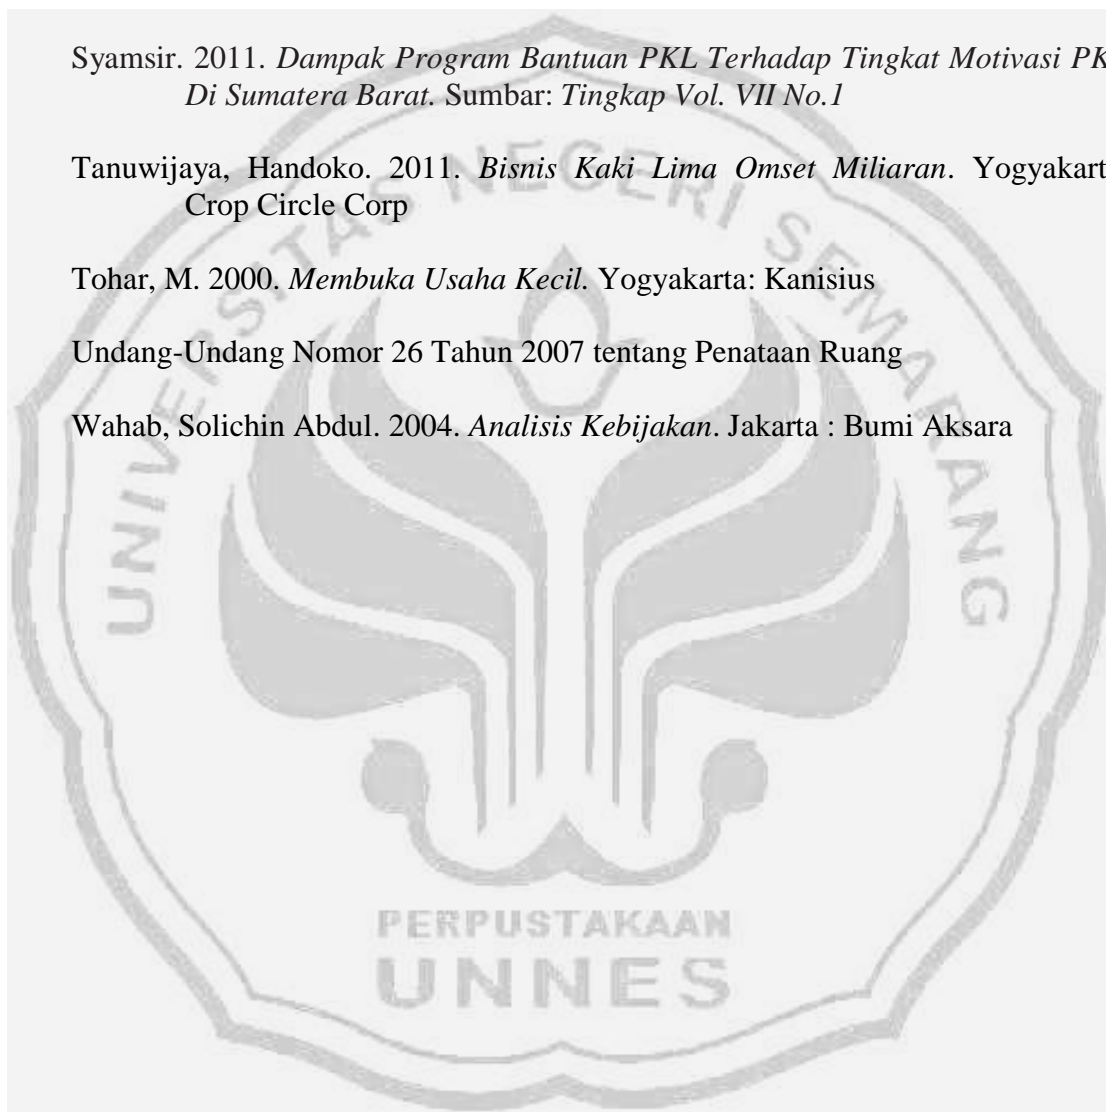 Syamsir. 2011. Dampak Program Bantuan PKL Terhadap Tingkat Motivasi PK
Di Sumatera Barat. Sumbar: Tingkap Vol. VII No.1
Tanuwijaya, Handoko. 2011. Bisnis Kaki Lima Omset Miliaran. Yogyakart
Crop Circle Corp
Tohar, M. 2000. Membuka Usaha Kecil. Yogyakarta: Kanisius
Undang-Undang Nomor 26 Tahun 2007 tentang Penataan Ruang
Wahab, Solichin Abdul. 2004. Analisis Kebijakan. Jakarta : Bumi Aksara
UNIVERSITAS NEGERI SEMARANG
PERPUSTAKAAN
UNNES